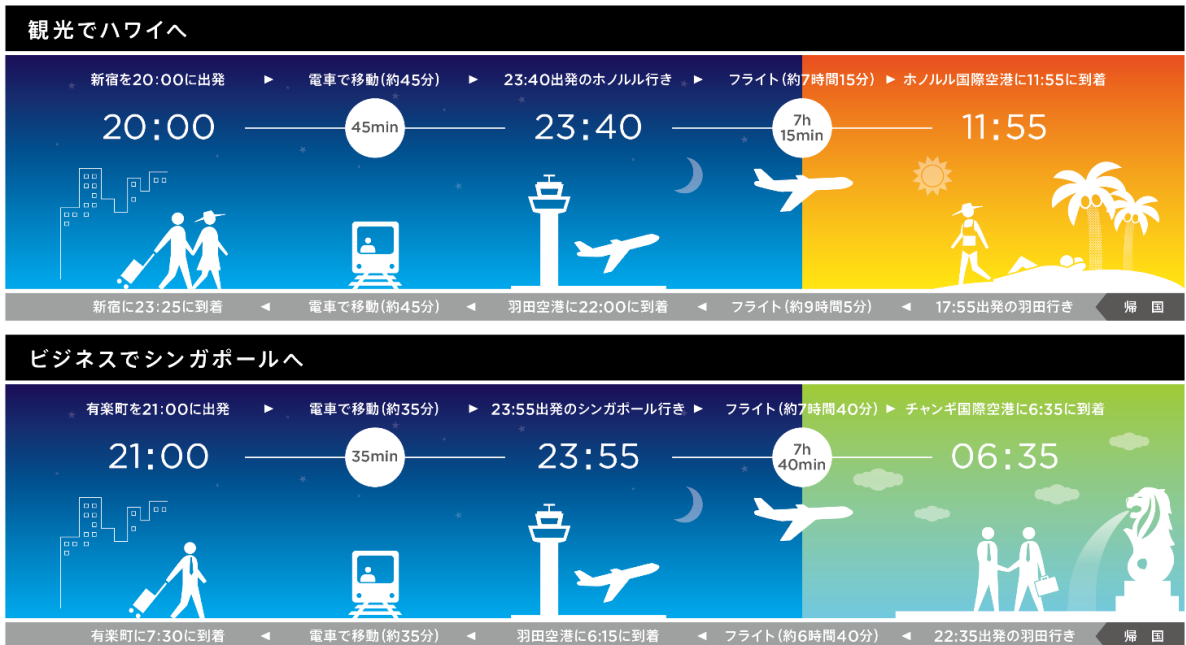 観光でハワイへ
新宿を20:00に出発 ▶ 電車で移動(約45分) ▶ 23:40出発のホノルル行き ▶ フライト(約7時間15分) ▶ ホノルル国際空港に11:55に到着
20:00 45min 23:40 7h 15min 11:55
新宿に23:25に到着 ◀ 電車で移動(約45分) ◀ 羽田空港に22:00に到着 ◀ フライト(約9時間5分) ◀ 17:55出発の羽田行き 帰国
ビジネスでシンガポールへ
有楽町を21:00に出発 ▶ 電車で移動(約35分) ▶ 23:55出発のシンガポール行き ▶ フライト(約7時間40分) ▶ チャンギ国際空港に6:35に到着
21:00 35min 23:55 7h 40min 06:35
有楽町に7:30に到着 ◀ 電車で移動(約35分) ◀ 羽田空港に6:15に到着 ◀ フライト(約6時間40分) ◀ 22:35出発の羽田行き 帰国